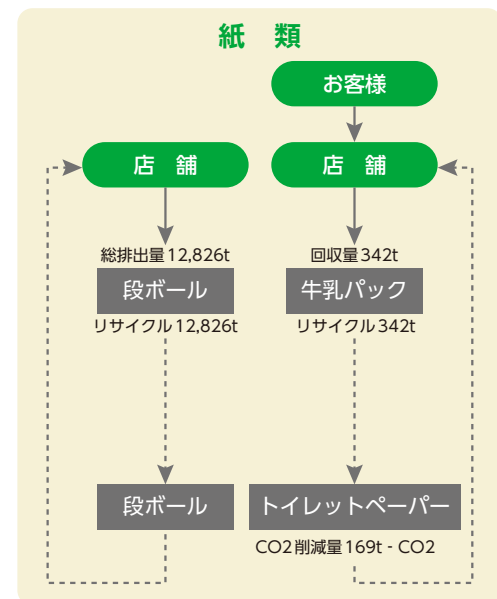 紙　類
お客様
店　舗
店　舗
総排出量12,826t
回収量342t
段ボール
牛乳パック
リサイクル12,826t
リサイクル342t
段ボール
トイレットペーパー
CO2削減量169t - CO2